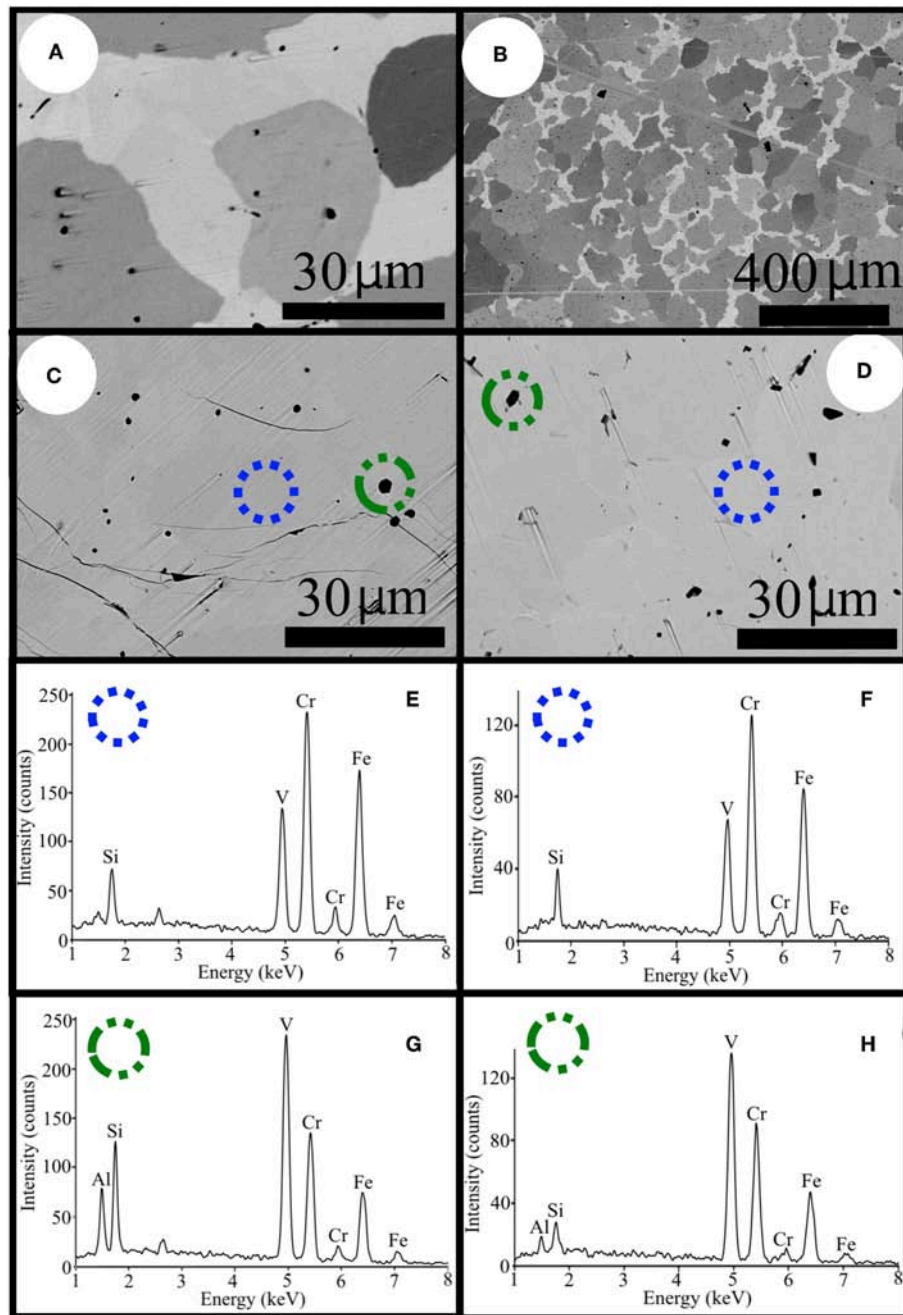 A
30 μm
B
400 μm
C
30 μm
D
30 μm
E
Intensity (counts)
250
200
150
100
50
0
Si
V
Cr
Cr
Fe
Fe
1 2 3 4 5 6 7 8
Energy (keV)
F
Intensity (counts)
120
80
40
0
Si
V
Cr
Cr
Fe
Fe
1 2 3 4 5 6 7 8
Energy (keV)
G
Intensity (counts)
250
200
150
100
50
0
Al
Si
V
Cr
Cr
Fe
Fe
1 2 3 4 5 6 7 8
Energy (keV)
H
Intensity (counts)
120
80
40
0
Al
Si
V
Cr
Cr
Fe
Fe
1 2 3 4 5 6 7 8
Energy (keV)